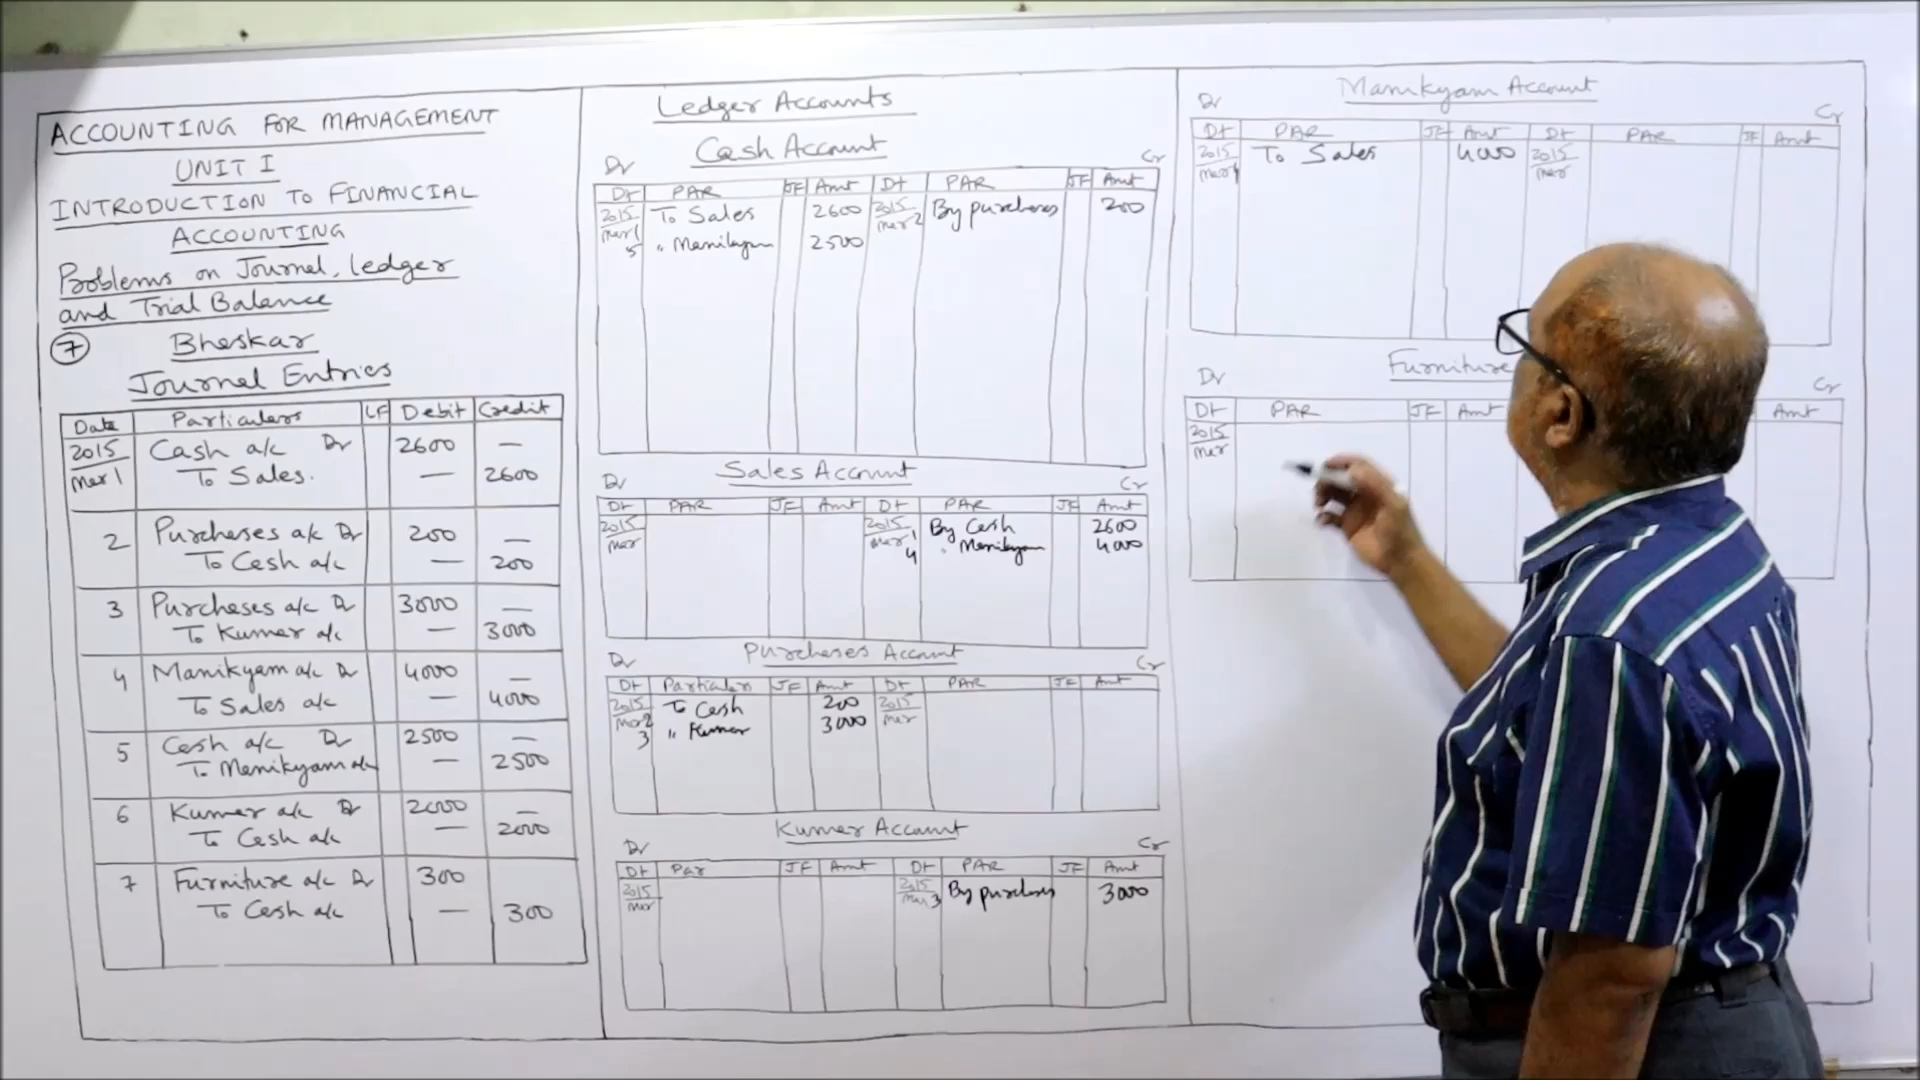 ACCOUNTING FOR MANAGEMENT
UNIT I
INTRODUCTION TO FINANCIAL
ACCOUNTING
Problems on Journal, ledger
and Trial Balance
7 Bhaskar
Journal Entries
Date Particulars LF Debit Credit
2015 Cash a/c Dr 2600 —
Mar 1 To Sales. — 2600
2 Purchases a/c Dr 200 —
To Cash a/c — 200
3 Purchases a/c Dr 3000 —
To Kumar a/c — 3000
4 Manikyam a/c Dr 4000 —
To Sales a/c — 4000
5 Cash a/c Dr 2500 —
To Manikyam a/c — 2500
6 Kumar a/c Dr 2000 —
To Cash a/c — 2000
7 Furniture a/c Dr 300
To Cash a/c — 300
Ledger Accounts
Cash Account
Dr Cr
Dt PAR JF Amt Dt PAR JF Amt
2015 To Sales 2600 2015 By purchases 200
Mar 1 Mar 2
5 " Manikyam 2500
Sales Account
Dr Cr
Dt PAR JF Amt Dt PAR JF Amt
2015 2015 By Cash 2600
Mar Mar 1
4 " Manikyam 4000
Purchases Account
Dr Cr
Dt Particulars JF Amt Dt PAR JF Amt
2015 To Cash 200 2015
Mar 2 Mar
3 " Kumar 3000
Kumar Account
Dr Cr
Dt Par JF Amt Dt PAR JF Amt
2015 2015 By purchases 3000
Mar Mar 3
Manikyam Account
Dr Cr
Dt PAR JF Amt Dt PAR JF Amt
2015 To Sales 4000 2015
Mar 4 Mar
Furniture
Dr Cr
Dt PAR JF Amt Amt
2015
Mar